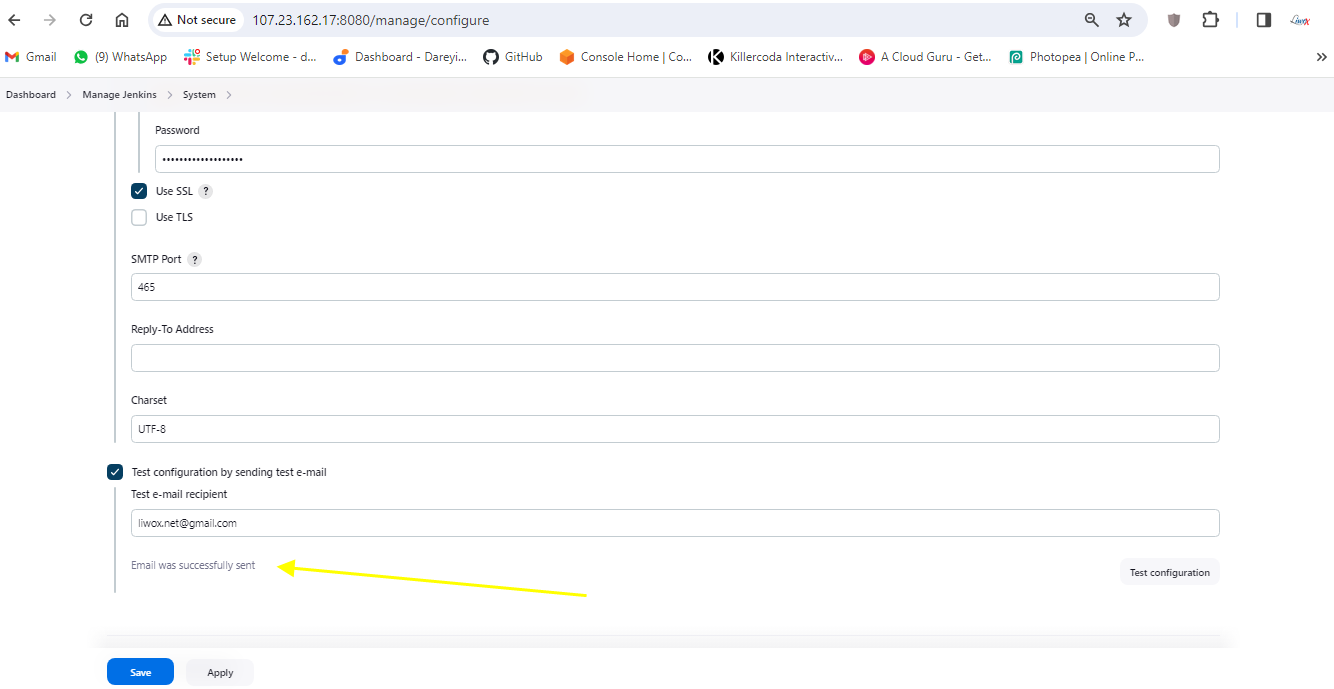 Not secure 107.23.162.17:8080/manage/configure
Gmail (9) WhatsApp Setup Welcome - d... Dashboard - Dareyi... GitHub Console Home | Co... Killercoda Interactiv... A Cloud Guru - Get... Photopea | Online P... »
Dashboard > Manage Jenkins > System >
Password
•••••••••••••••••••
Use SSL ?
Use TLS
SMTP Port ?
465
Reply-To Address
Charset
UTF-8
Test configuration by sending test e-mail
Test e-mail recipient
liwox.net@gmail.com
Email was successfully sent
Test configuration
Save Apply